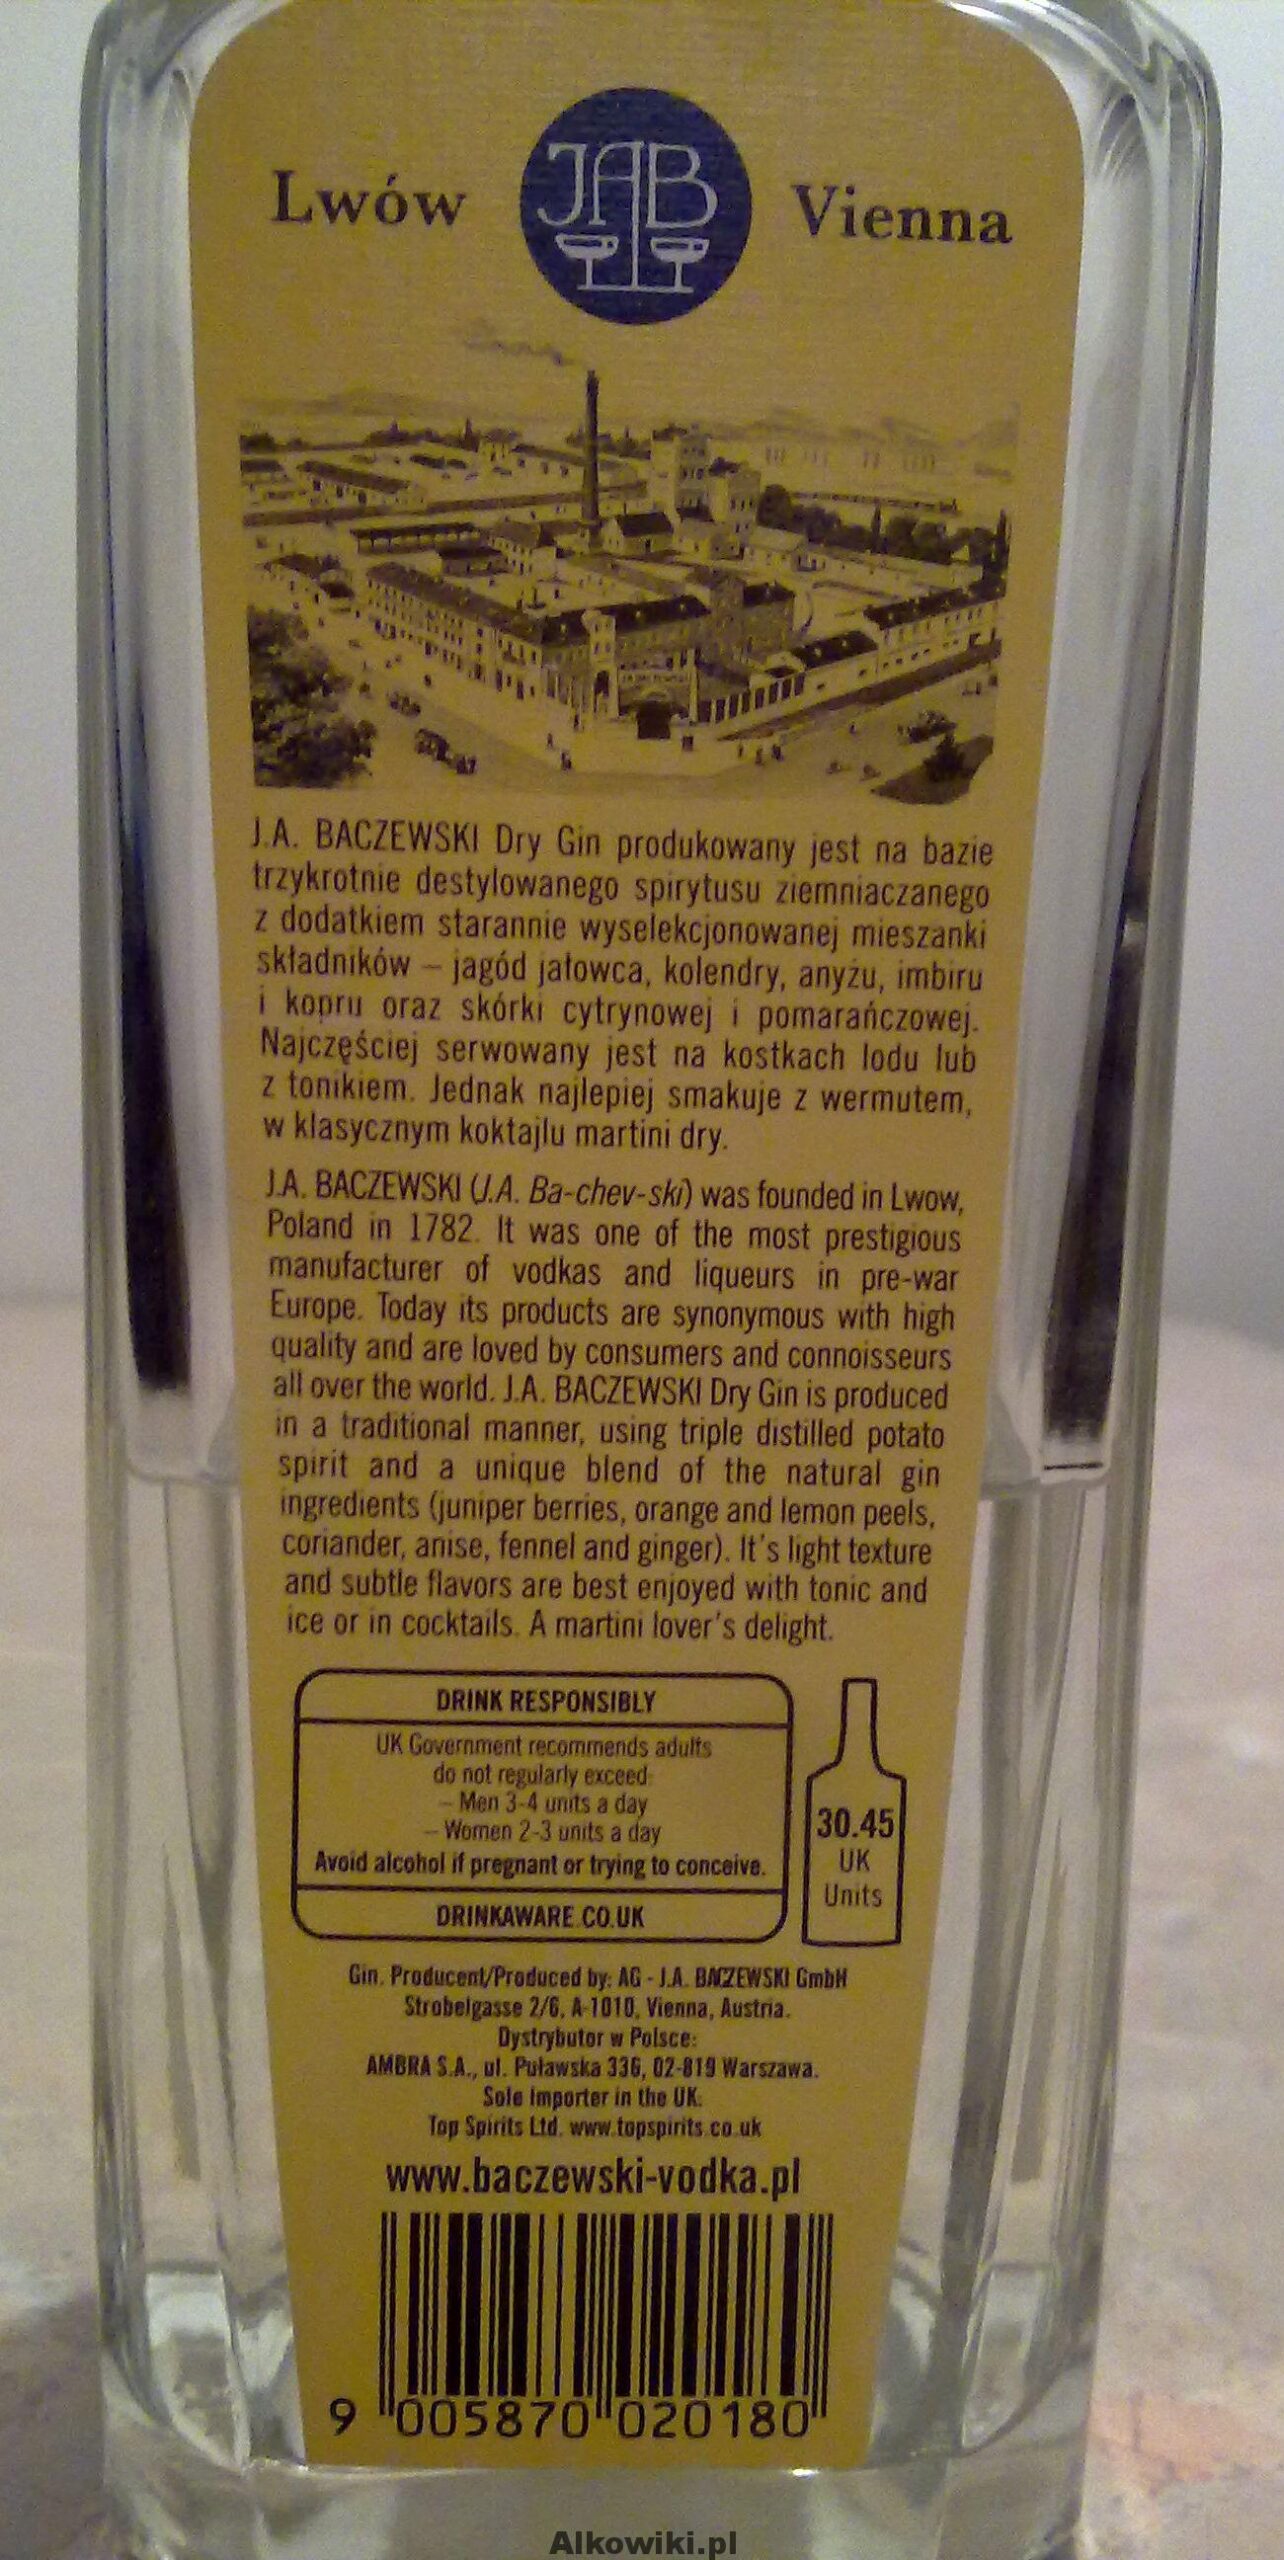 Lwów JAB Vienna
J.A. BACZEWSKI Dry Gin produkowany jest na bazie
trzykrotnie destylowanego spirytusu ziemniaczanego
z dodatkiem starannie wyselekcjonowanej mieszanki
składników – jagód jałowca, kolendry, anyżu, imbiru
i kopru oraz skórki cytrynowej i pomarańczowej.
Najczęściej serwowany jest na kostkach lodu lub
z tonikiem. Jednak najlepiej smakuje z wermutem,
w klasycznym koktajlu martini dry.
J.A. BACZEWSKI (J.A. Ba-chev-ski) was founded in Lwow,
Poland in 1782. It was one of the most prestigious
manufacturer of vodkas and liqueurs in pre-war
Europe. Today its products are synonymous with high
quality and are loved by consumers and connoisseurs
all over the world. J.A. BACZEWSKI Dry Gin is produced
in a traditional manner, using triple distilled potato
spirit and a unique blend of the natural gin
ingredients (juniper berries, orange and lemon peels,
coriander, anise, fennel and ginger). It's light texture
and subtle flavors are best enjoyed with tonic and
ice or in cocktails. A martini lover's delight.
DRINK RESPONSIBLY
UK Government recommends adults
do not regularly exceed:
– Men 3-4 units a day
– Women 2-3 units a day
Avoid alcohol if pregnant or trying to conceive.
DRINKAWARE.CO.UK
30.45
UK
Units
Gin. Producent/Produced by: AG - J.A. BACZEWSKI GmbH
Strobelgasse 2/6, A-1010, Vienna, Austria.
Dystrybutor w Polsce:
AMBRA S.A., ul. Puławska 336, 02-819 Warszawa.
Sole Importer in the UK:
Top Spirits Ltd. www.topspirits.co.uk
www.baczewski-vodka.pl
9 005870 020180
Alkowiki.pl